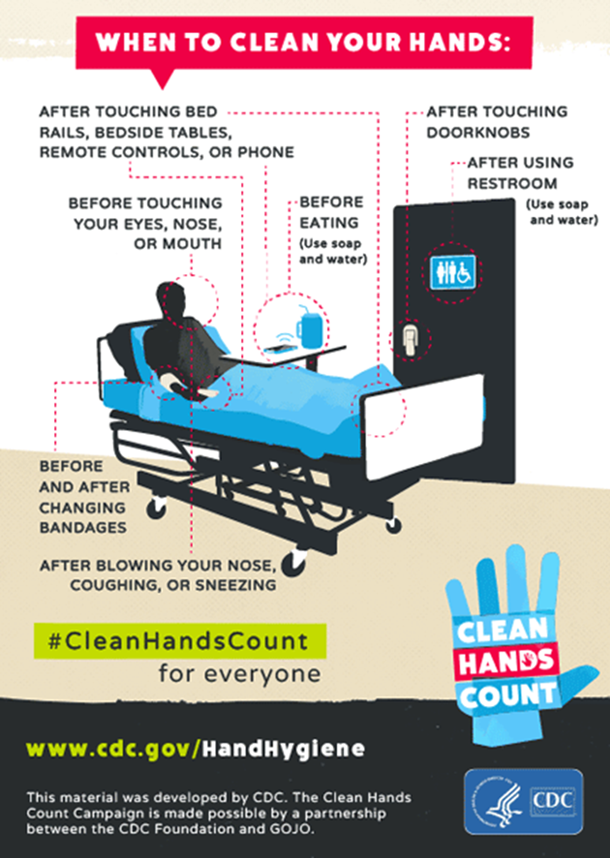 WHEN TO CLEAN YOUR HANDS:
AFTER TOUCHING BED
RAILS, BEDSIDE TABLES,
REMOTE CONTROLS, OR PHONE
AFTER TOUCHING
DOORKNOBS
AFTER USING
RESTROOM
(Use soap
and water)
BEFORE TOUCHING
YOUR EYES, NOSE,
OR MOUTH
BEFORE
EATING
(Use soap
and water)
BEFORE
AND AFTER
CHANGING
BANDAGES
AFTER BLOWING YOUR NOSE,
COUGHING, OR SNEEZING
#CleanHandsCount
for everyone
CLEAN
HANDS
COUNT
www.cdc.gov/HandHygiene
This material was developed by CDC. The Clean Hands
Count Campaign is made possible by a partnership
between the CDC Foundation and GOJO.
CDC